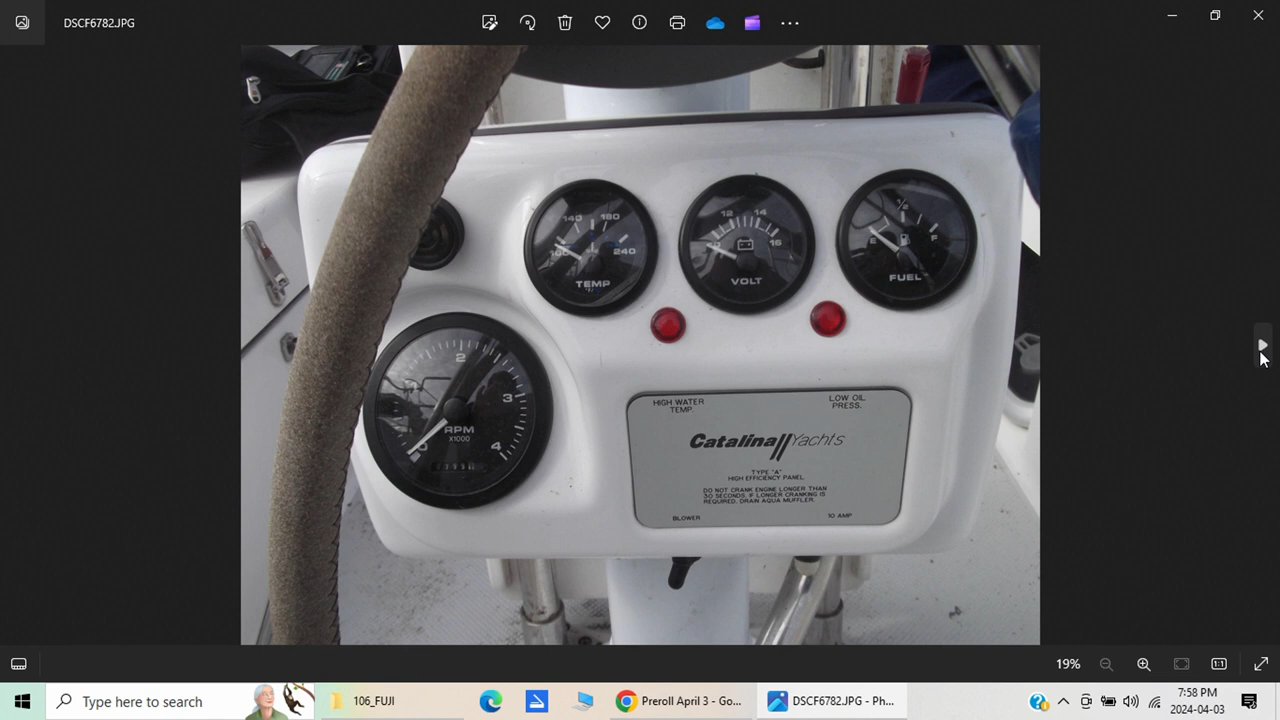 DSCF6782.JPG
140 180
100 240
TEMP
12 14
16
VOLT
1/2
E F
FUEL
2
3
4
0
RPM
X1000
HIGH WATER
TEMP.
LOW OIL
PRESS.
Catalina Yachts
TYPE "A"
HIGH EFFICIENCY PANEL
DO NOT CRANK ENGINE LONGER THAN
30 SECONDS. IF LONGER CRANKING IS
REQUIRED, DRAIN AQUA MUFFLER.
BLOWER
10 AMP
19%
1:1
Type here to search
106_FUJI
Preroll April 3 - Go...
DSCF6782.JPG - Ph...
7:58 PM
2024-04-03